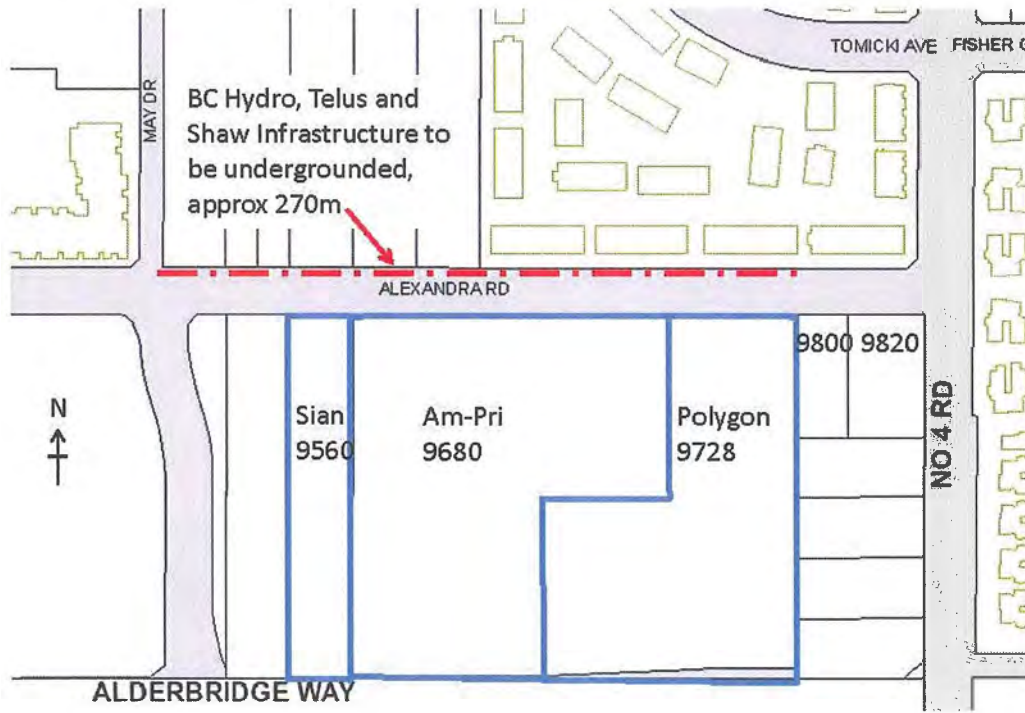 TOMICKI AVE
FISHER
MAY DR
BC Hydro, Telus and
Shaw Infrastructure to
be undergrounded,
approx 270m
ALEXANDRA RD
9800 9820
N
Sian
9560
Am-Pri
9680
Polygon
9728
NO 4 RD
ALDERBRIDGE WAY